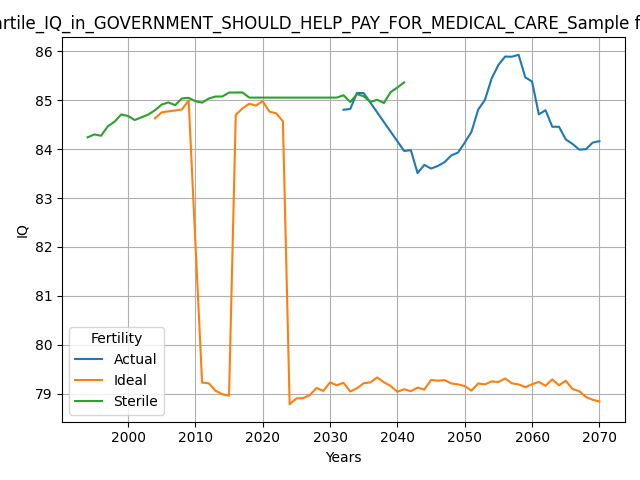 artile_IQ_in_GOVERNMENT_SHOULD_HELP_PAY_FOR_MEDICAL_CARE_Sample f
86
85
84
83
82
81
80
79
IQ
Fertility
Actual
Ideal
Sterile
2000 2010 2020 2030 2040 2050 2060 2070
Years